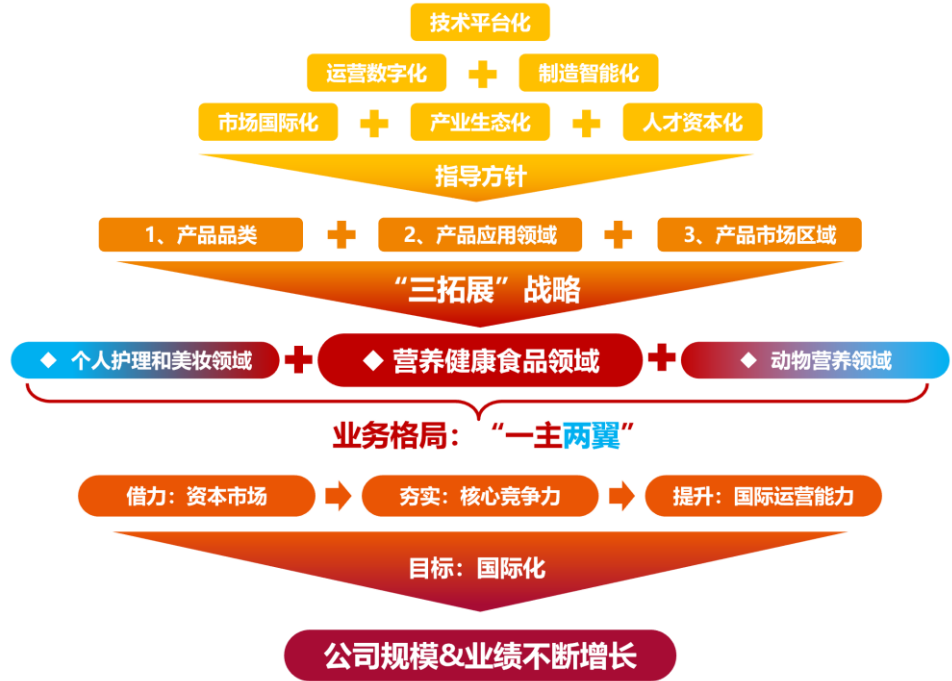 技术平台化
运营数字化 + 制造智能化
市场国际化 + 产业生态化 + 人才资本化
指导方针
1、产品品类 + 2、产品应用领域 + 3、产品市场区域
“三拓展”战略
◆ 个人护理和美妆领域 + ◆ 营养健康食品领域 + ◆ 动物营养领域
业务格局：“一主两翼”
借力：资本市场 夯实：核心竞争力 提升：国际运营能力
目标：国际化
公司规模&业绩不断增长